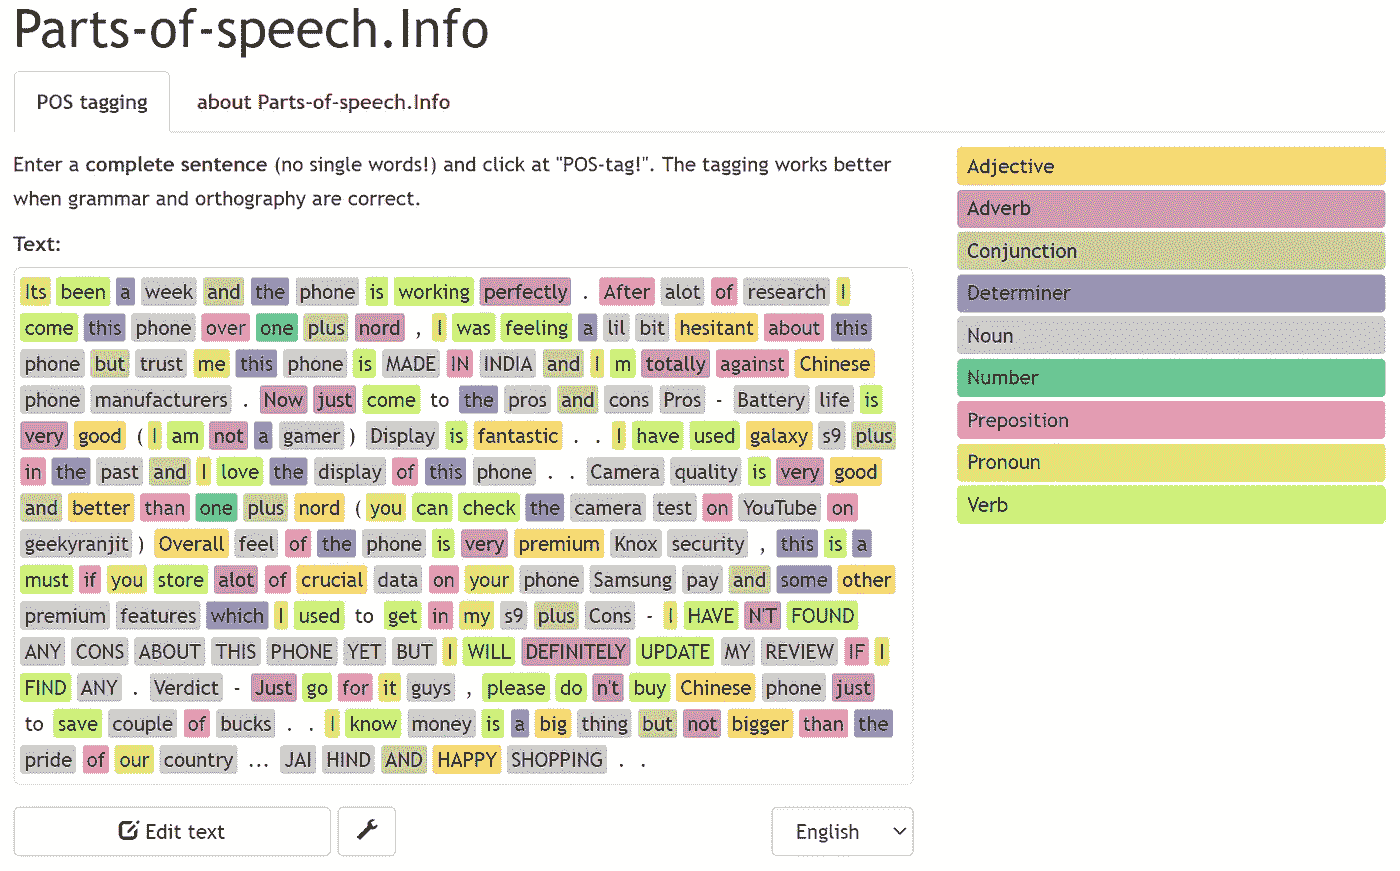 Parts-of-speech.Info
POS tagging
about Parts-of-speech.Info
Enter a complete sentence (no single words!) and click at "POS-tag!". The tagging works better
when grammar and orthography are correct.
Text:
Its been a week and the phone is working perfectly . After alot of research I
come this phone over one plus nord , I was feeling a lil bit hesitant about this
phone but trust me this phone is MADE IN INDIA and I m totally against Chinese
phone manufacturers . Now just come to the pros and cons Pros - Battery life is
very good ( I am not a gamer ) Display is fantastic . . I have used galaxy s9 plus
in the past and I love the display of this phone . . Camera quality is very good
and better than one plus nord ( you can check the camera test on YouTube on
geekyranjit ) Overall feel of the phone is very premium Knox security , this is a
must if you store alot of crucial data on your phone Samsung pay and some other
premium features which I used to get in my s9 plus Cons - I HAVE N'T FOUND
ANY CONS ABOUT THIS PHONE YET BUT I WILL DEFINITELY UPDATE MY REVIEW IF I
FIND ANY . Verdict - Just go for it guys , please do n't buy Chinese phone just
to save couple of bucks . . I know money is a big thing but not bigger than the
pride of our country ... JAI HIND AND HAPPY SHOPPING . .
Edit text
English
Adjective
Adverb
Conjunction
Determiner
Noun
Number
Preposition
Pronoun
Verb